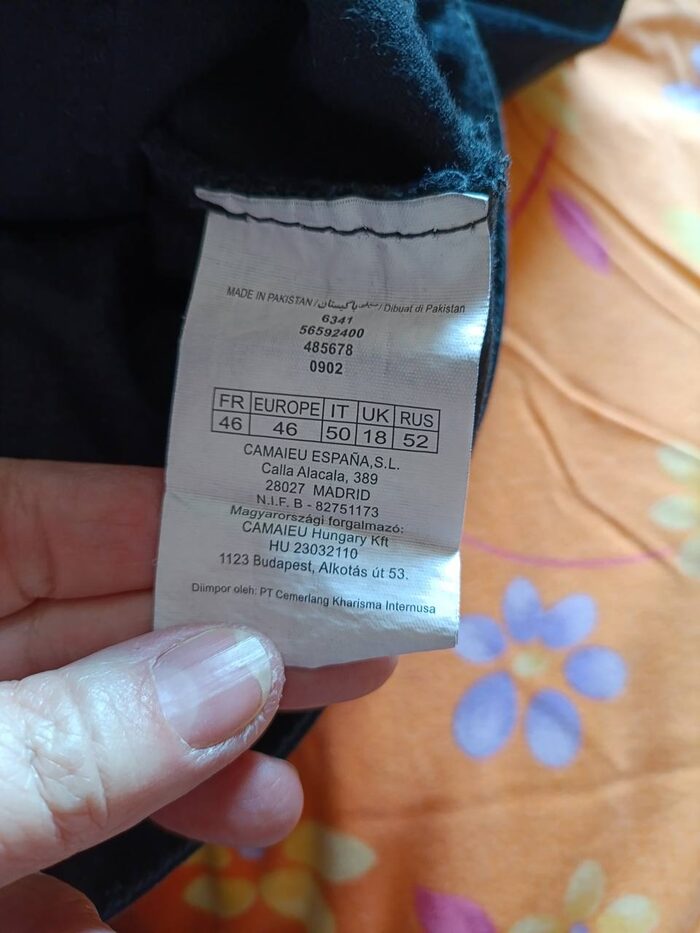 MADE IN PAKISTAN / ساخته پاکستان / Dibuat di Pakistan
6341
56592400
485678
0902
FR EUROPE IT UK RUS
46 46 50 18 52
CAMAIEU ESPAÑA,S.L.
Calla Alacala, 389
28027 MADRID
N.I.F. B - 82751173
Magyarországi forgalmazó:
CAMAIEU Hungary Kft
HU 23032110
1123 Budapest, Alkotás út 53.
Diimpor oleh: PT Cemerlang Kharisma Internusa